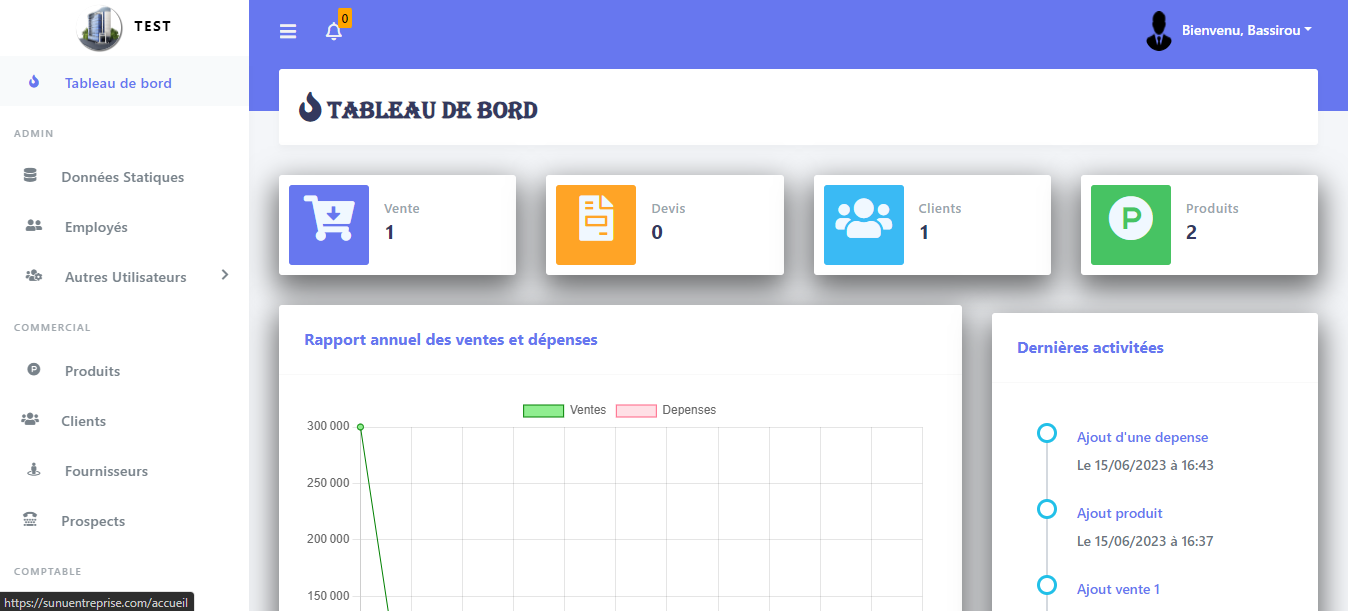 TEST
0
Bienvenu, Bassirou
Tableau de bord
ADMIN
Données Statiques
Employés
Autres Utilisateurs
COMMERCIAL
Produits
Clients
Fournisseurs
Prospects
COMPTABLE
https://sunuentreprise.com/accueil
TABLEAU DE BORD
Vente
1
Devis
0
Clients
1
P
Produits
2
Rapport annuel des ventes et dépenses
Ventes Depenses
300 000
250 000
200 000
150 000
Dernières activitées
Ajout d'une depense
Le 15/06/2023 à 16:43
Ajout produit
Le 15/06/2023 à 16:37
Ajout vente 1